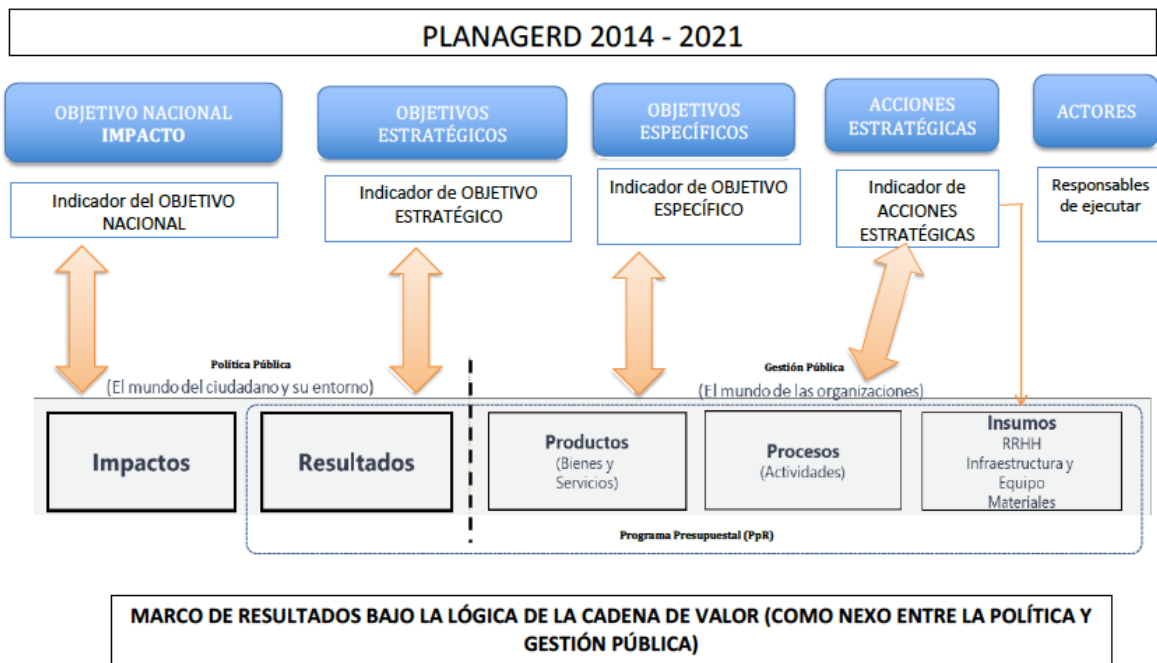 PLANAGERD 2014 - 2021
OBJETIVO NACIONAL
IMPACTO
OBJETIVOS
ESTRATÉGICOS
OBJETIVOS
ESPECÍFICOS
ACCIONES
ESTRATÉGICAS
ACTORES
Indicador del OBJETIVO
NACIONAL
Indicador de OBJETIVO
ESTRATÉGICO
Indicador de OBJETIVO
ESPECÍFICO
Indicador de
ACCIONES
ESTRATÉGICAS
Responsables
de ejecutar
Política Pública
(El mundo del ciudadano y su entorno)
Gestión Pública
(El mundo de las organizaciones)
Impactos
Resultados
Productos
(Bienes y
Servicios)
Procesos
(Actividades)
Insumos
RRHH
Infraestructura y
Equipo
Materiales
Programa Presupuestal (PpR)
MARCO DE RESULTADOS BAJO LA LÓGICA DE LA CADENA DE VALOR (COMO NEXO ENTRE LA POLÍTICA Y
GESTIÓN PÚBLICA)